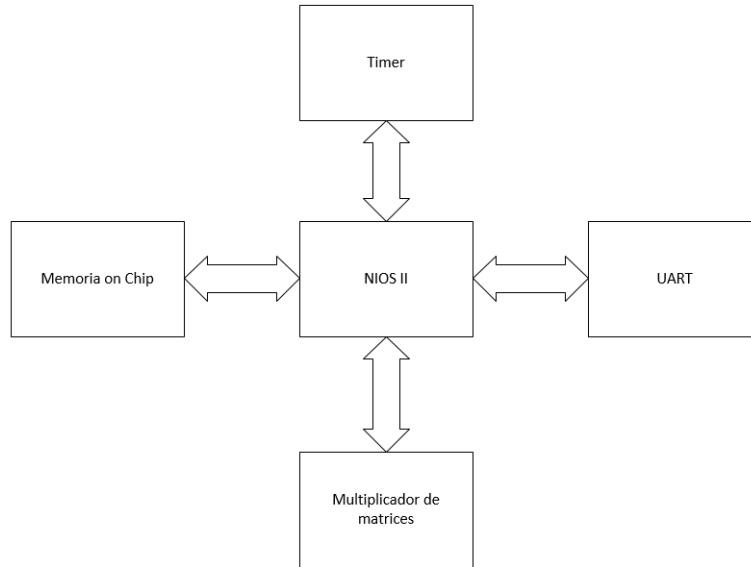 Timer
Memoria on Chip
NIOS II
UART
Multiplicador de
matrices